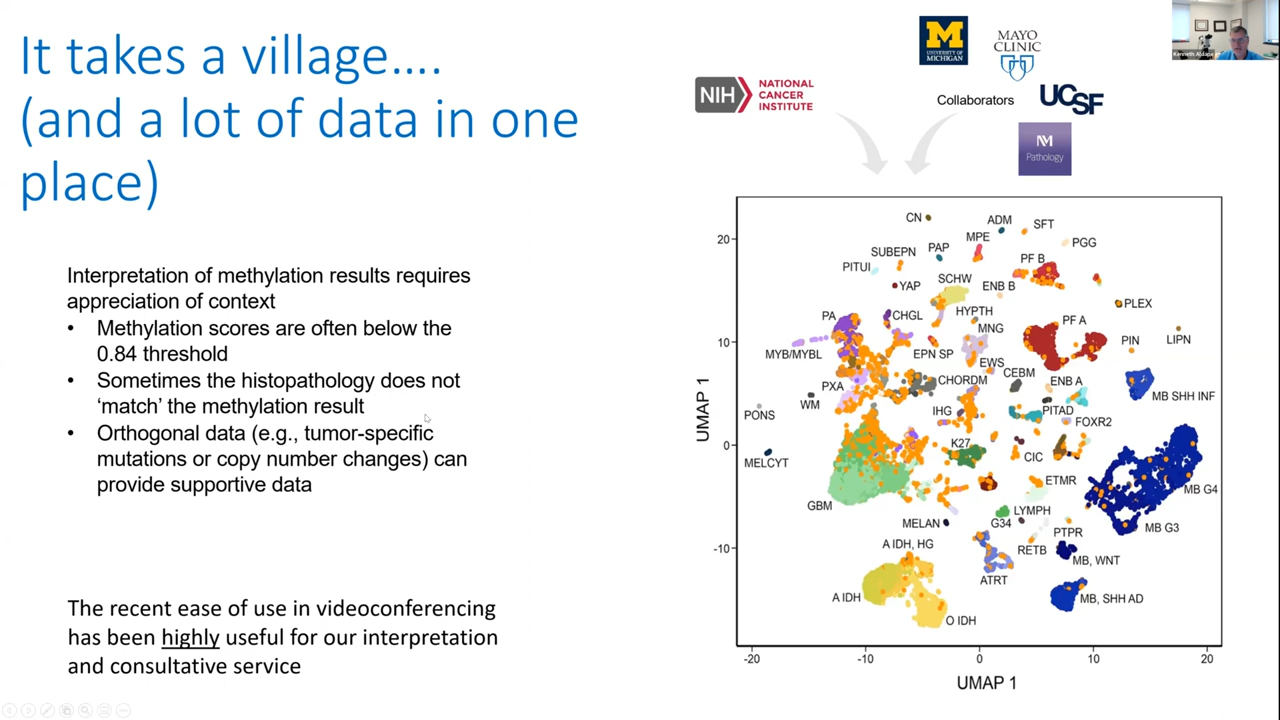 It takes a village….
(and a lot of data in one
place)
Interpretation of methylation results requires
appreciation of context
• Methylation scores are often below the
0.84 threshold
• Sometimes the histopathology does not
‘match’ the methylation result
• Orthogonal data (e.g., tumor-specific
mutations or copy number changes) can
provide supportive data
The recent ease of use in videoconferencing
has been highly useful for our interpretation
and consultative service
M
UNIVERSITY OF
MICHIGAN
MAYO
CLINIC
NIH
NATIONAL
CANCER
INSTITUTE
Collaborators
UCSF
NM
Pathology
Kenneth Aldape
CN
ADM
SFT
MPE
PGG
SUBEPN
PAP
PF B
PITUI
SCHW
YAP
ENB B
PLEX
PA
CHGL
HYPTH
PF A
MNG
PIN
LIPN
MYB/MYBL
EPN SP
EWS
CEBM
PXA
CHORDM
ENB A
MB SHH INF
WM
PONS
IHG
PITAD
FOXR2
K27
CIC
MELCYT
ETMR
MB G4
GBM
LYMPH
MELAN
G34
PTPR
MB G3
A IDH, HG
RETB
MB, WNT
ATRT
A IDH
MB, SHH AD
O IDH
20
10
0
-10
UMAP 1
-20
-10
0
10
20
UMAP 1